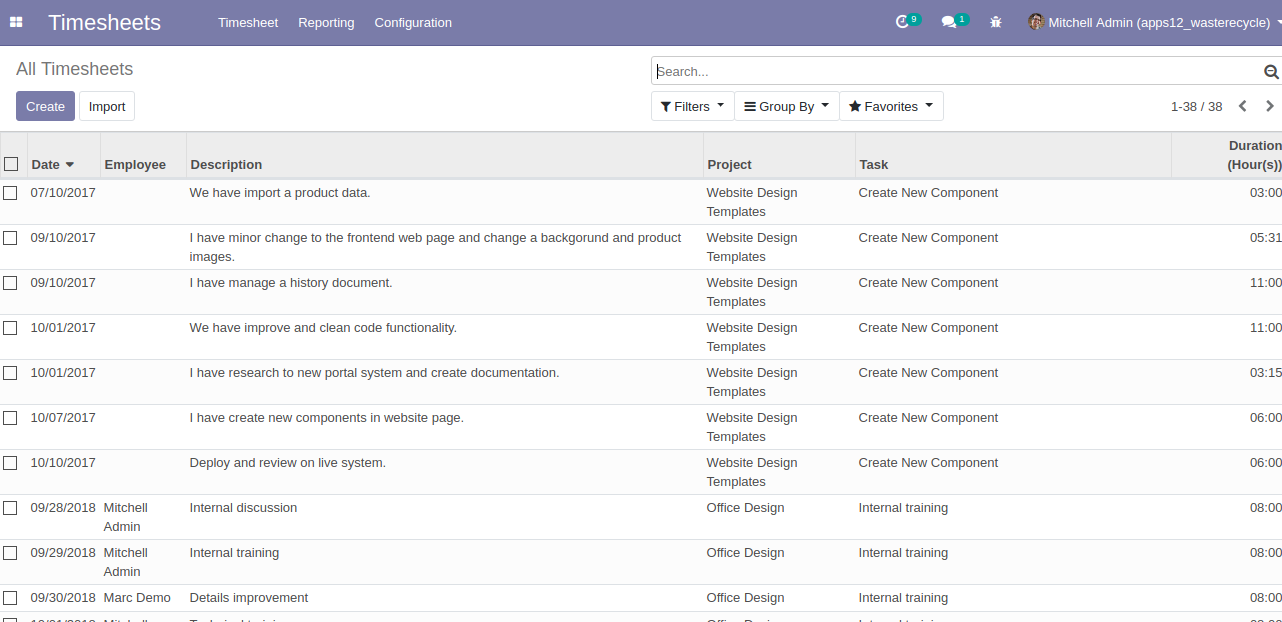 Timesheets Timesheet Reporting Configuration 9 1 Mitchell Admin (apps12_wasterecycle)
All Timesheets Search...
Create Import Filters Group By Favorites 1-38 / 38
Duration
Date Employee Description Project Task (Hour(s))
07/10/2017 We have import a product data. Website Design Create New Component 03:00
Templates
09/10/2017 I have minor change to the frontend web page and change a backgorund and product Website Design Create New Component 05:31
images. Templates
09/10/2017 I have manage a history document. Website Design Create New Component 11:00
Templates
10/01/2017 We have improve and clean code functionality. Website Design Create New Component 11:00
Templates
10/01/2017 I have research to new portal system and create documentation. Website Design Create New Component 03:15
Templates
10/07/2017 I have create new components in website page. Website Design Create New Component 06:00
Templates
10/10/2017 Deploy and review on live system. Website Design Create New Component 06:00
Templates
09/28/2018 Mitchell Internal discussion Office Design Internal training 08:00
Admin
09/29/2018 Mitchell Internal training Office Design Internal training 08:00
Admin
09/30/2018 Marc Demo Details improvement Office Design Internal training 08:00